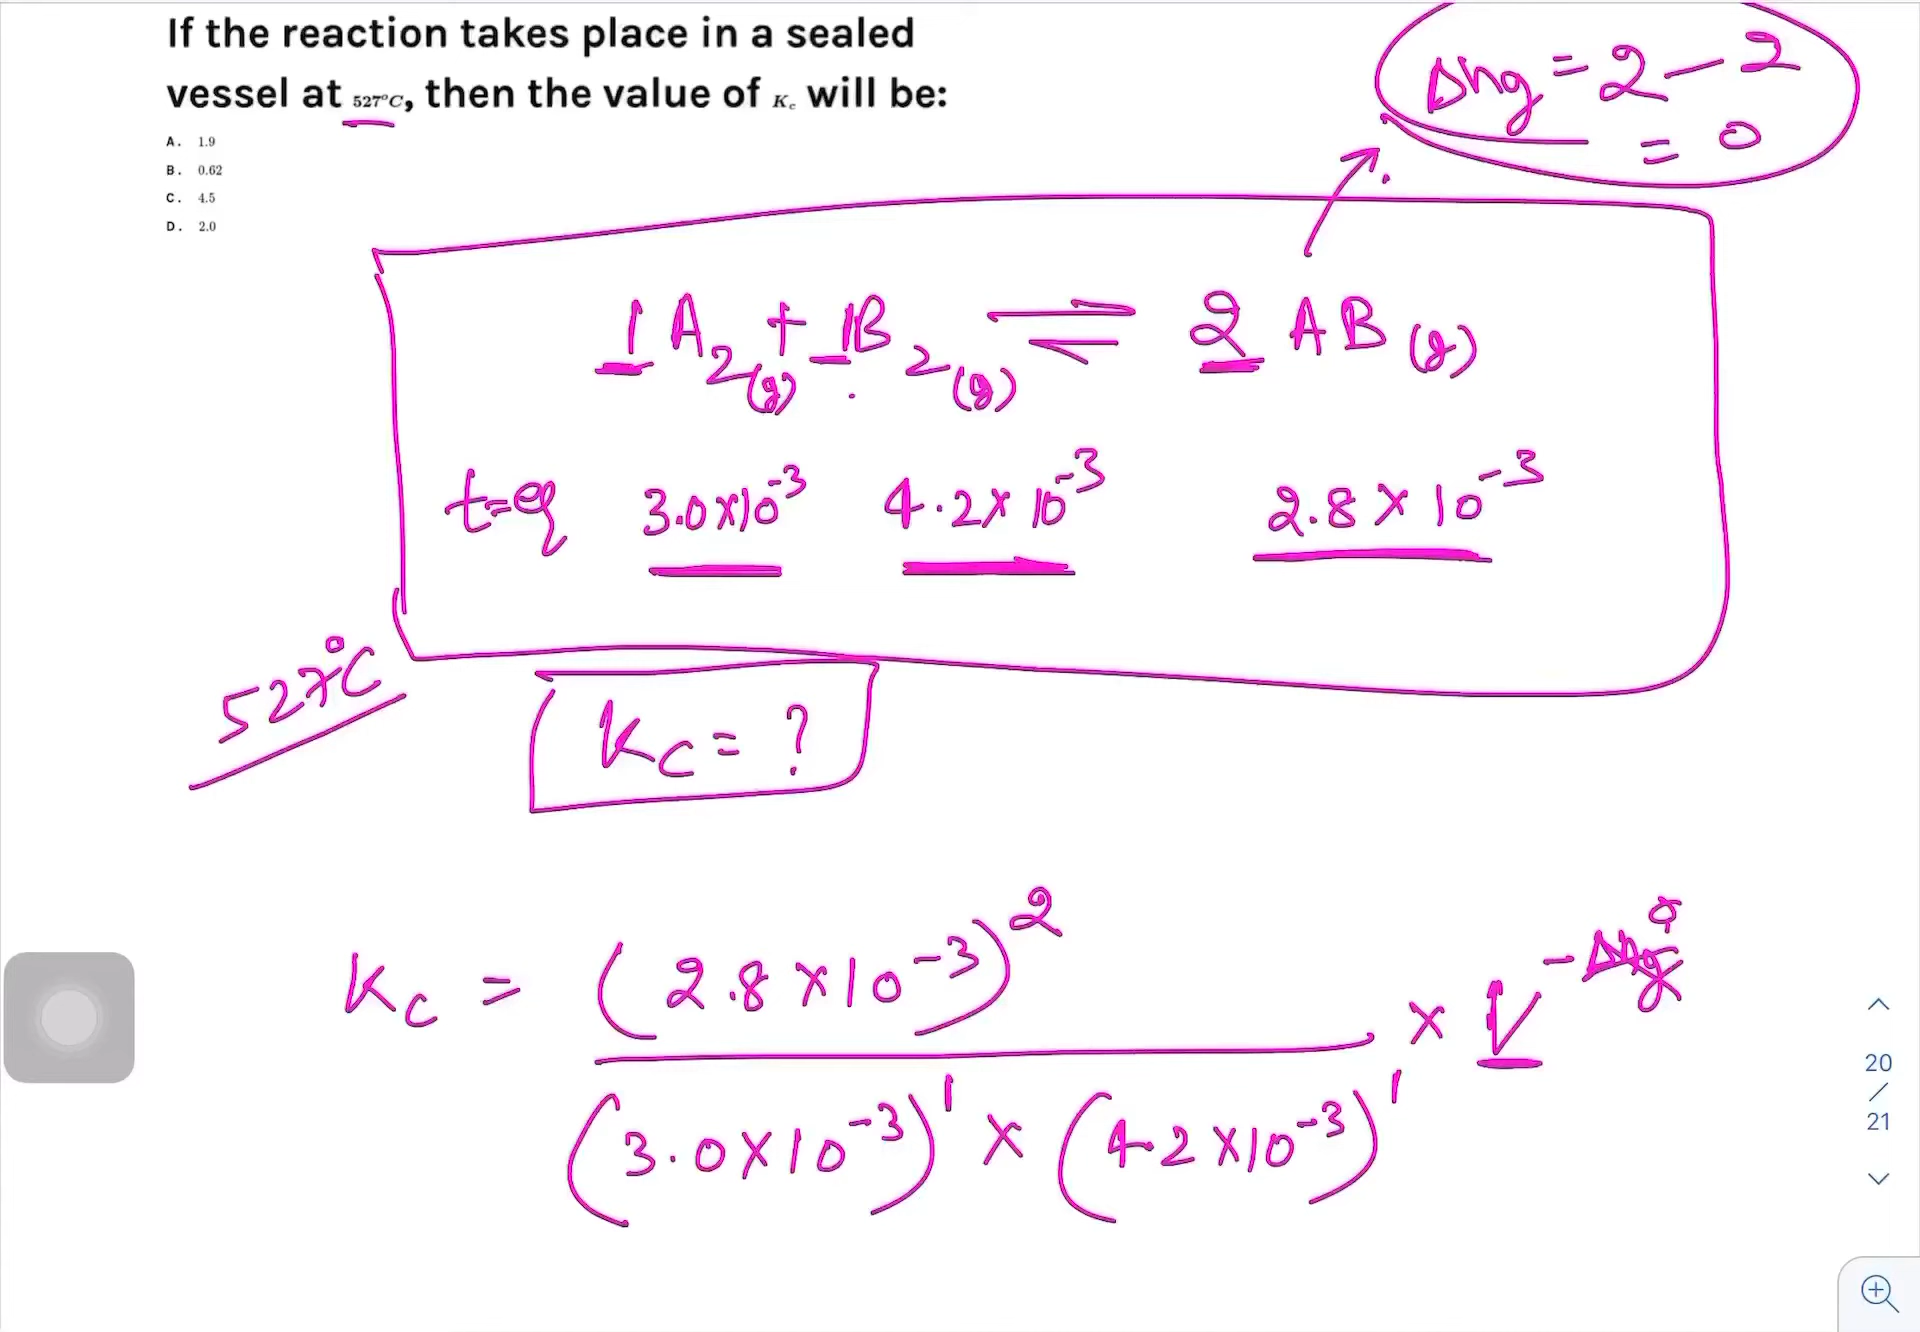 If the reaction takes place in a sealed
vessel at 527°C, then the value of K꜀ will be:
A. 1.9
B. 0.62
C. 4.5
D. 2.0
Δng = 2 - 2
= 0
1 A₂(g) + 1B₂(g) ⇌ 2 AB(g)
t=eq 3.0×10⁻³ 4.2×10⁻³ 2.8×10⁻³
527°C
Kc = ?
Kc = (2.8×10⁻³)² / (3.0×10⁻³)¹ × (4.2×10⁻³)¹ × V^-Δng 0
20
/
21